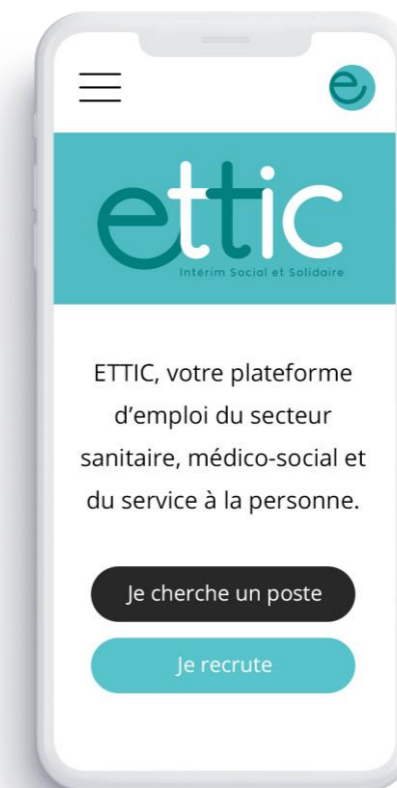 e
ettic
Intérim Social et Solidaire
ETTIC, votre plateforme
d’emploi du secteur
sanitaire, médico-social et
du service à la personne.
Je cherche un poste
Je recrute